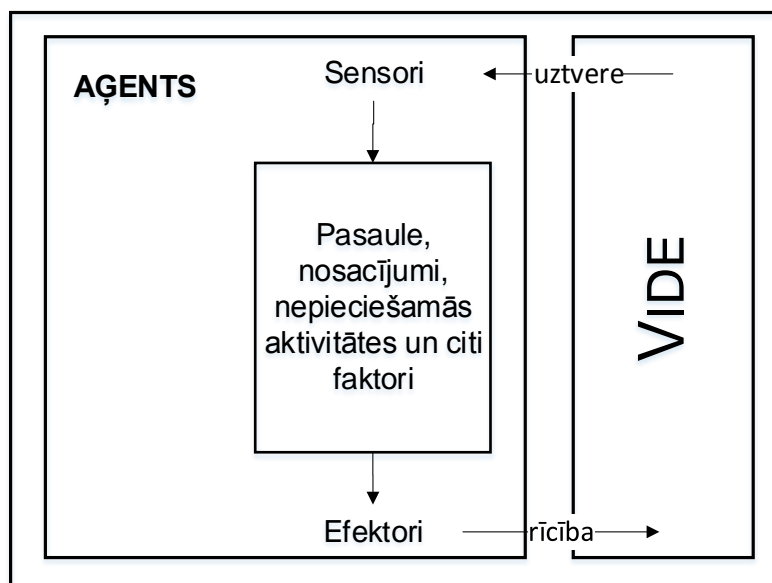 AĢENTS
Sensori
uztvere
Pasaule,
nosacījumi,
nepieciešamās
aktivitātes un citi
faktori
VIDE
Efektori
rīcība